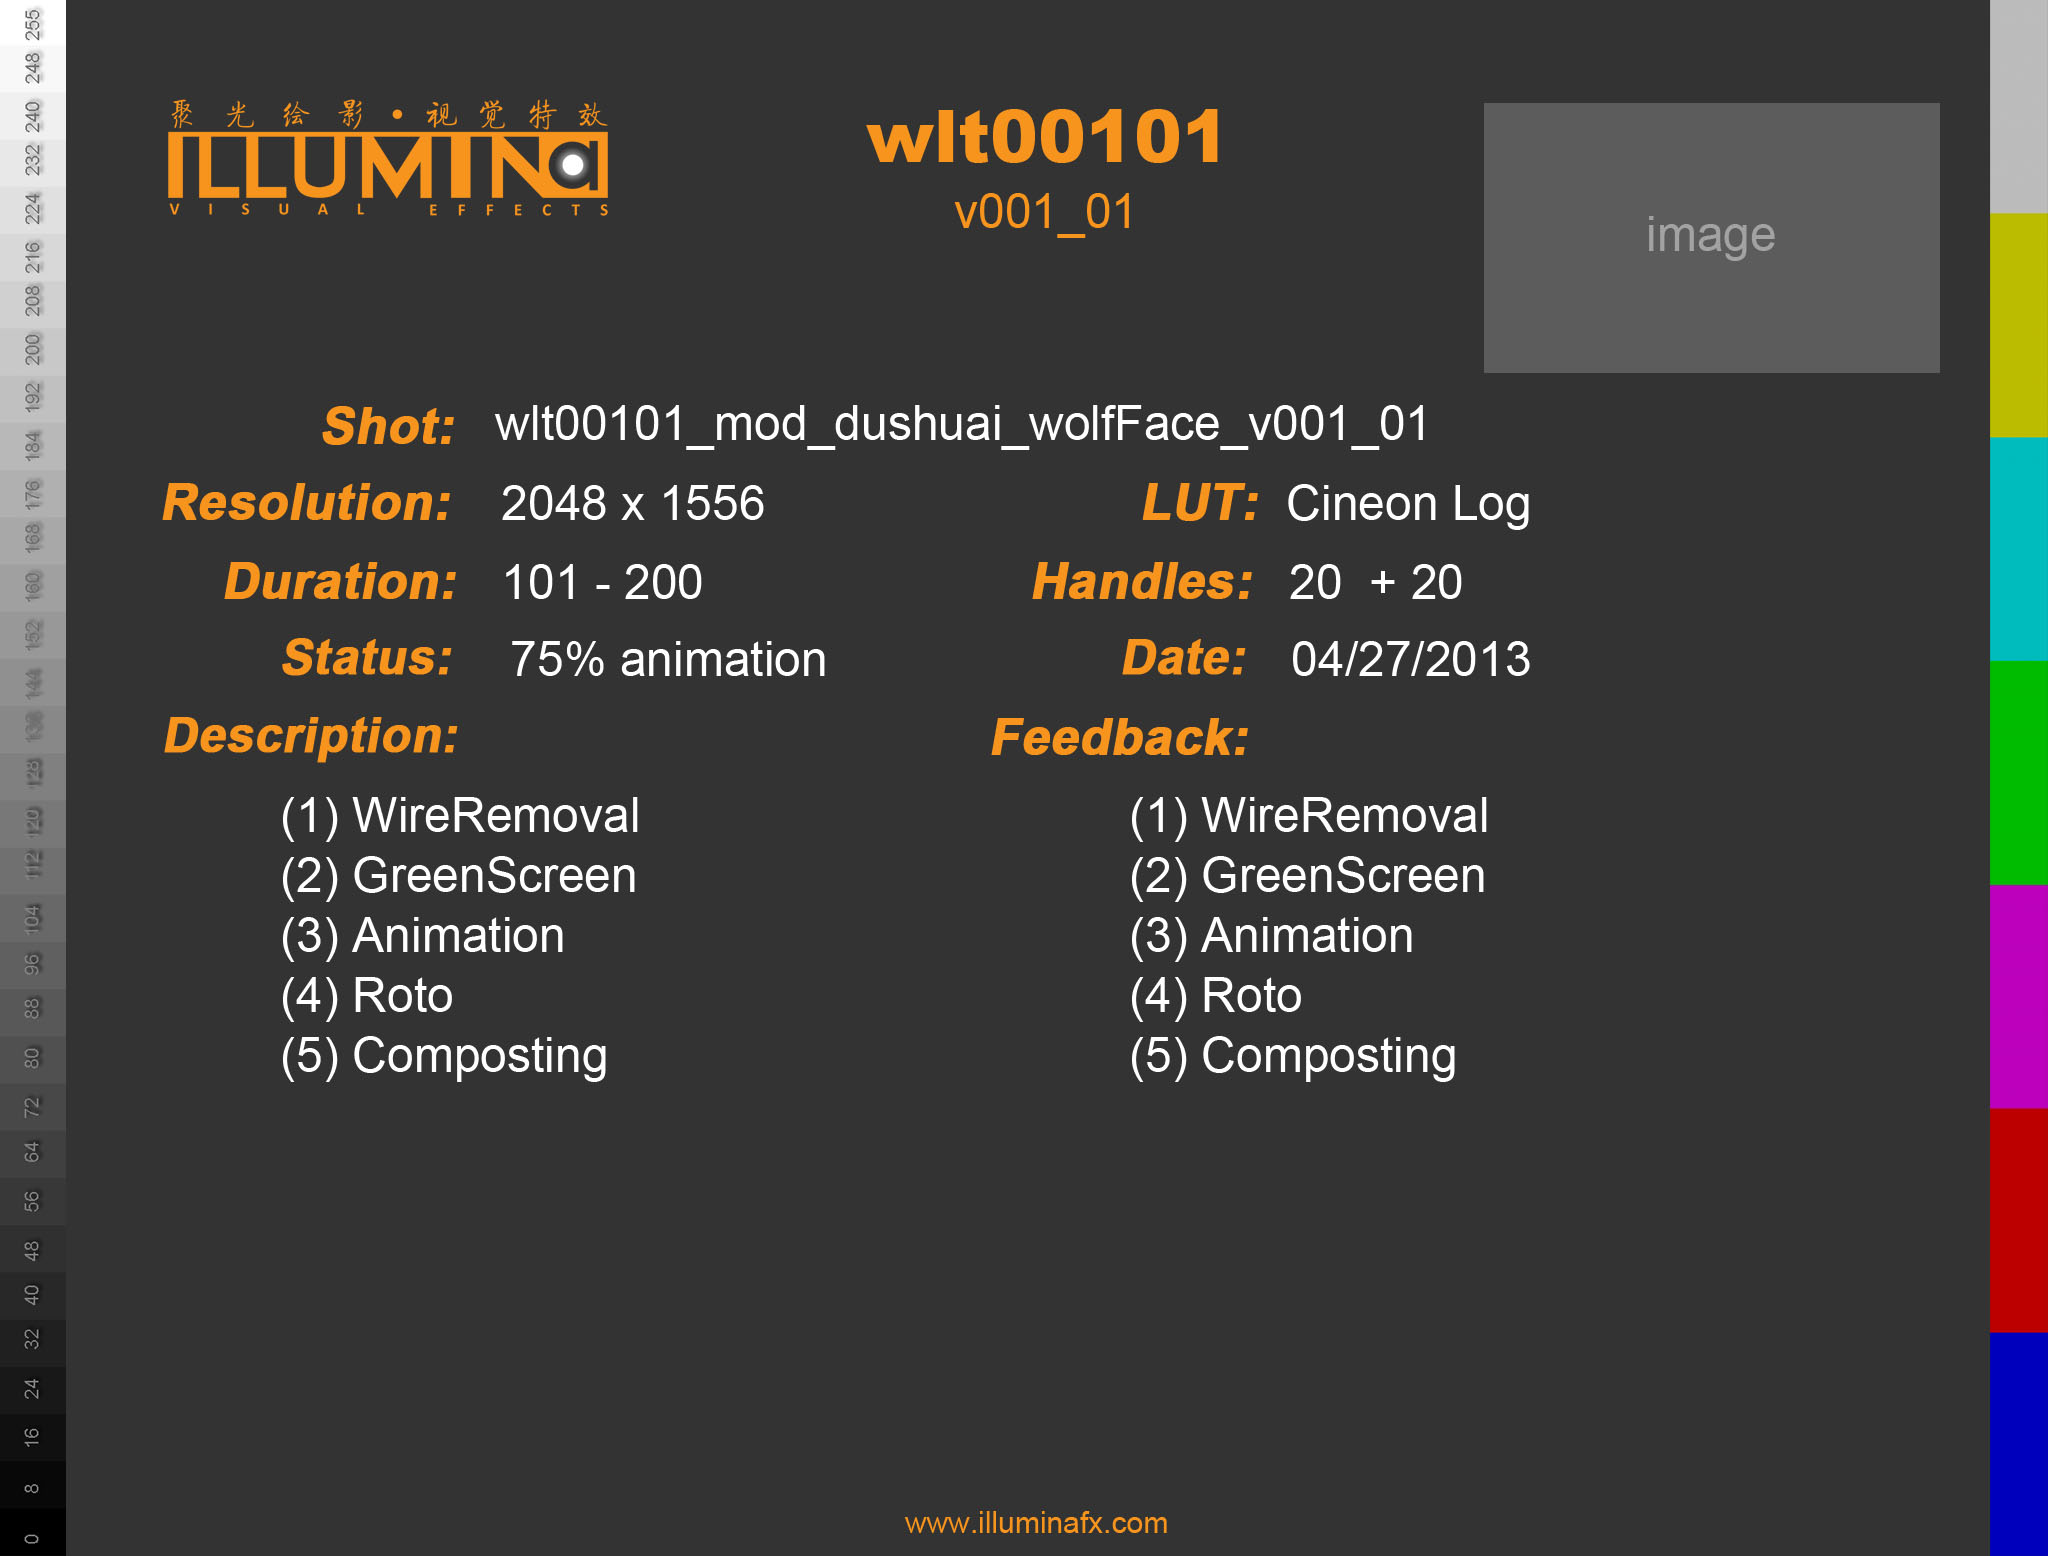 聚光绘影·视觉特效
ILLUMINa
VISUAL EFFECTS
wlt00101
v001_01
image
Shot: wlt00101_mod_dushuai_wolfFace_v001_01
Resolution: 2048 x 1556
LUT: Cineon Log
Duration: 101 - 200
Handles: 20 + 20
Status: 75% animation
Date: 04/27/2013
Description:
(1) WireRemoval
(2) GreenScreen
(3) Animation
(4) Roto
(5) Composting
Feedback:
(1) WireRemoval
(2) GreenScreen
(3) Animation
(4) Roto
(5) Composting
www.illuminafx.com
255
248
240
232
224
216
208
200
192
184
176
168
160
152
144
136
128
120
112
104
96
88
80
72
64
56
48
40
32
24
16
8
0